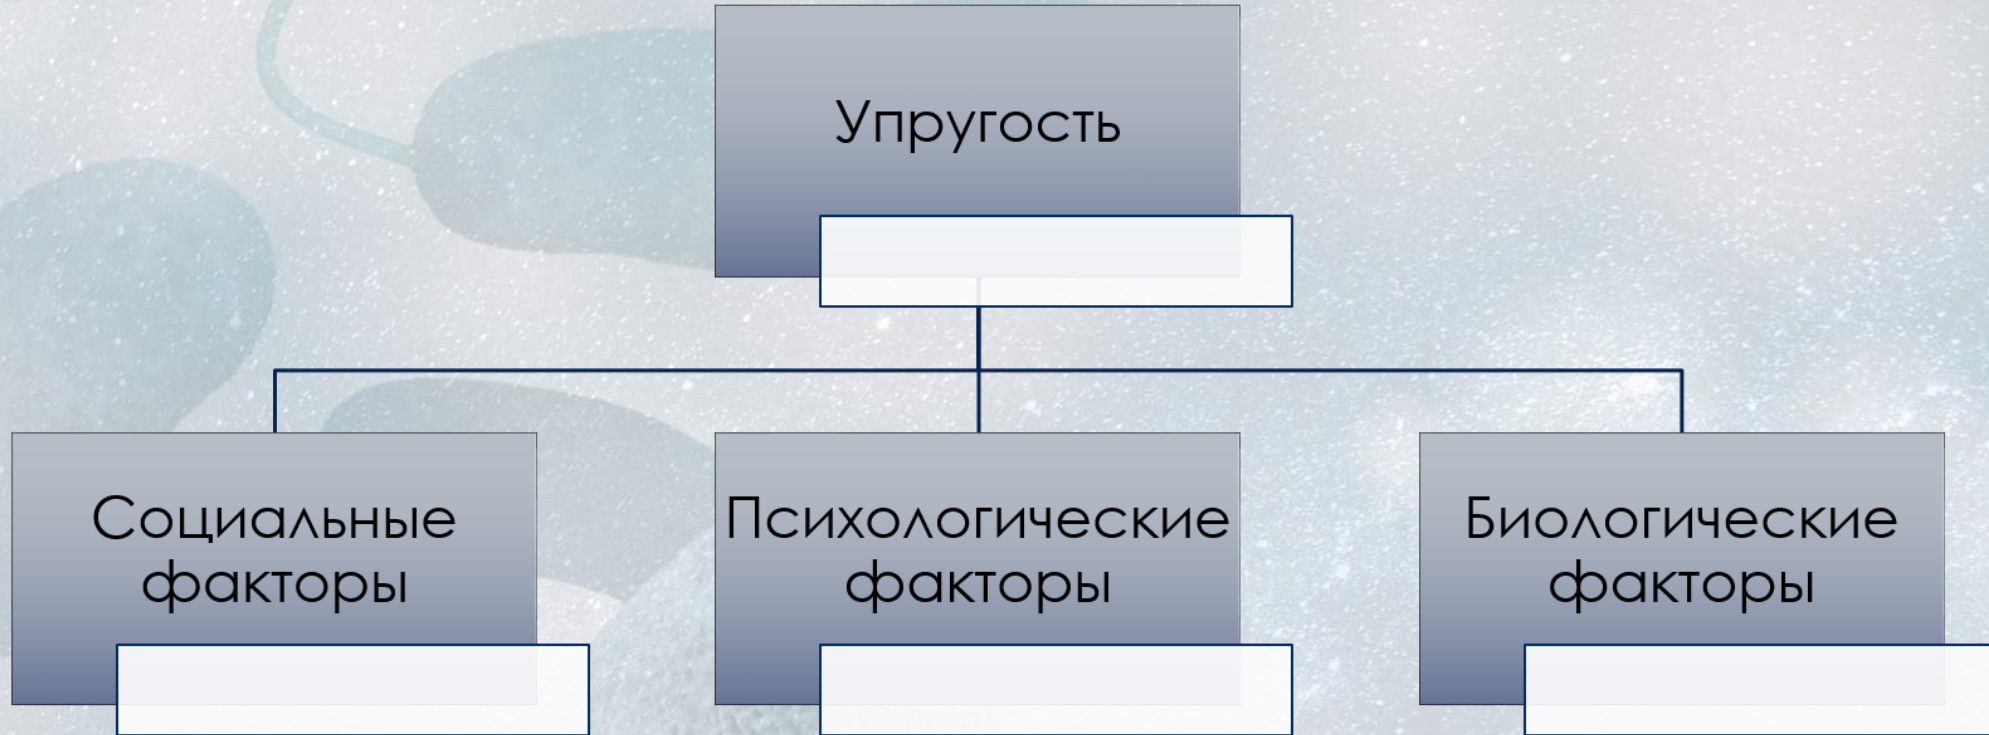 Упругость
Социальные
факторы
Психологические
факторы
Биологические
факторы